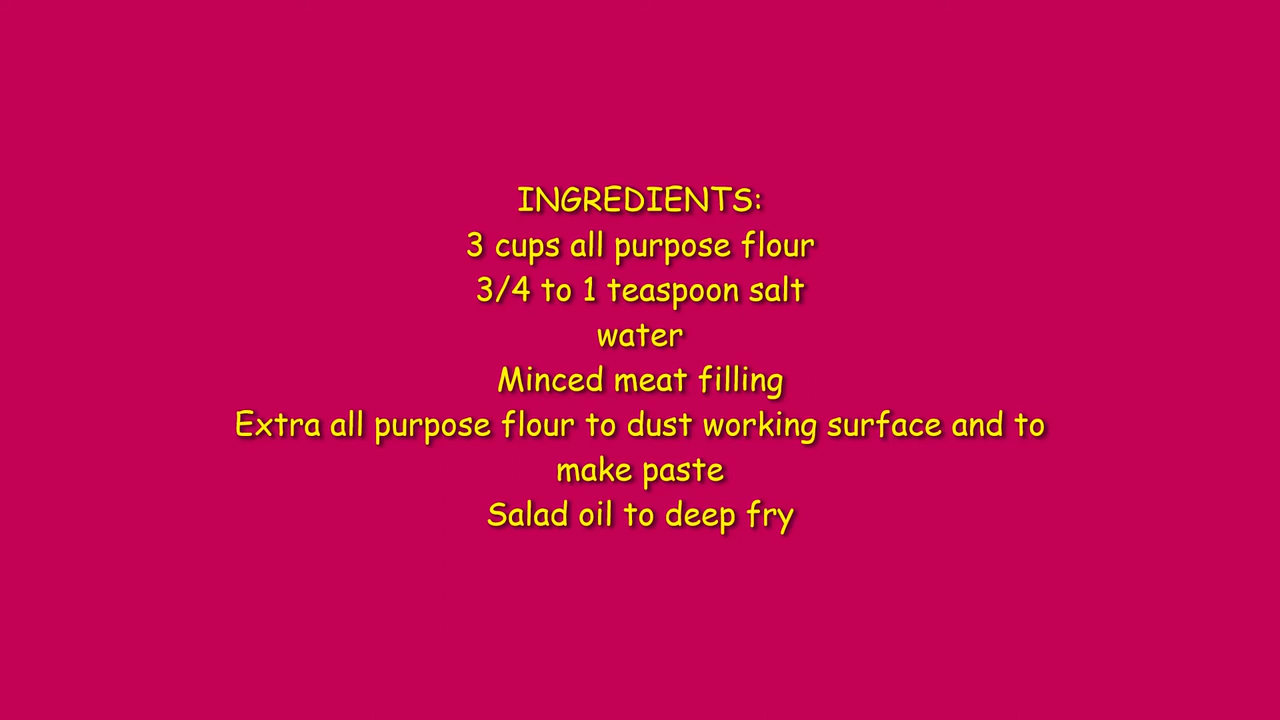 INGREDIENTS:
3 cups all purpose flour
3/4 to 1 teaspoon salt
water
Minced meat filling
Extra all purpose flour to dust working surface and to
make paste
Salad oil to deep fry